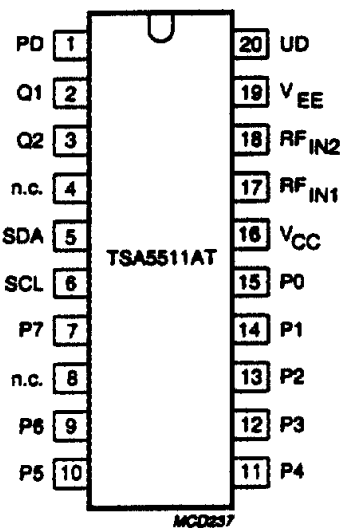 PD 1 20 UD
Q1 2 19 VEE
Q2 3 18 RFIN2
n.c. 4 17 RFIN1
SDA 5 16 VCC
TSA5511AT
SCL 6 15 P0
P7 7 14 P1
n.c. 8 13 P2
P6 9 12 P3
P5 10 11 P4
MCD237